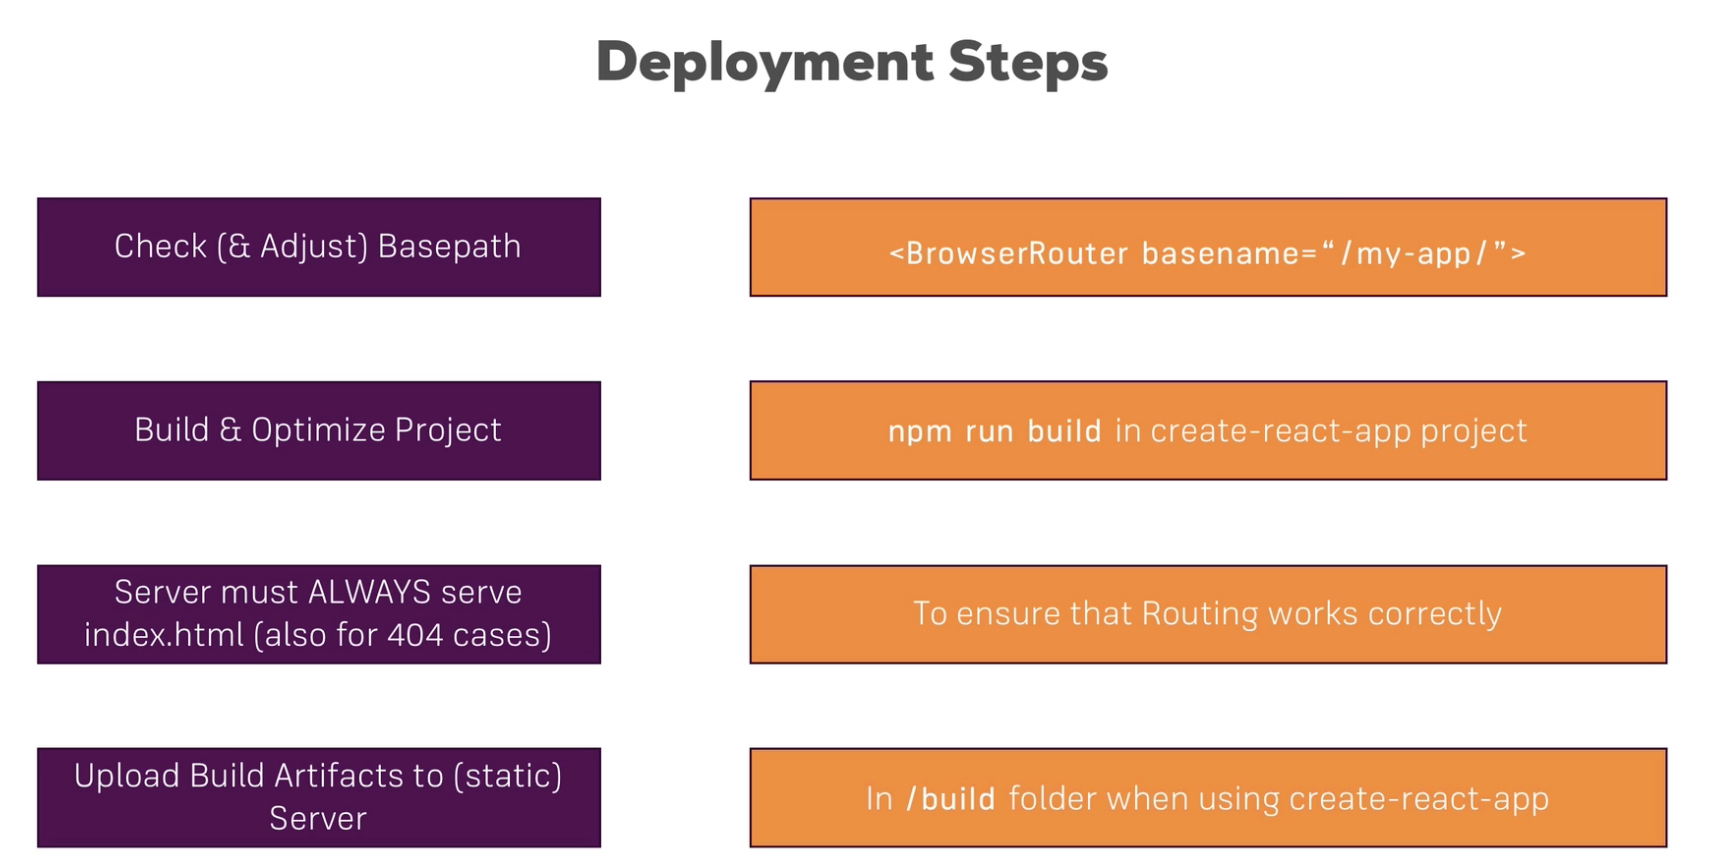 Deployment Steps
Check (& Adjust) Basepath
<BrowserRouter basename=“/my-app/”>
Build & Optimize Project
npm run build in create-react-app project
Server must ALWAYS serve
index.html (also for 404 cases)
To ensure that Routing works correctly
Upload Build Artifacts to (static)
Server
In /build folder when using create-react-app